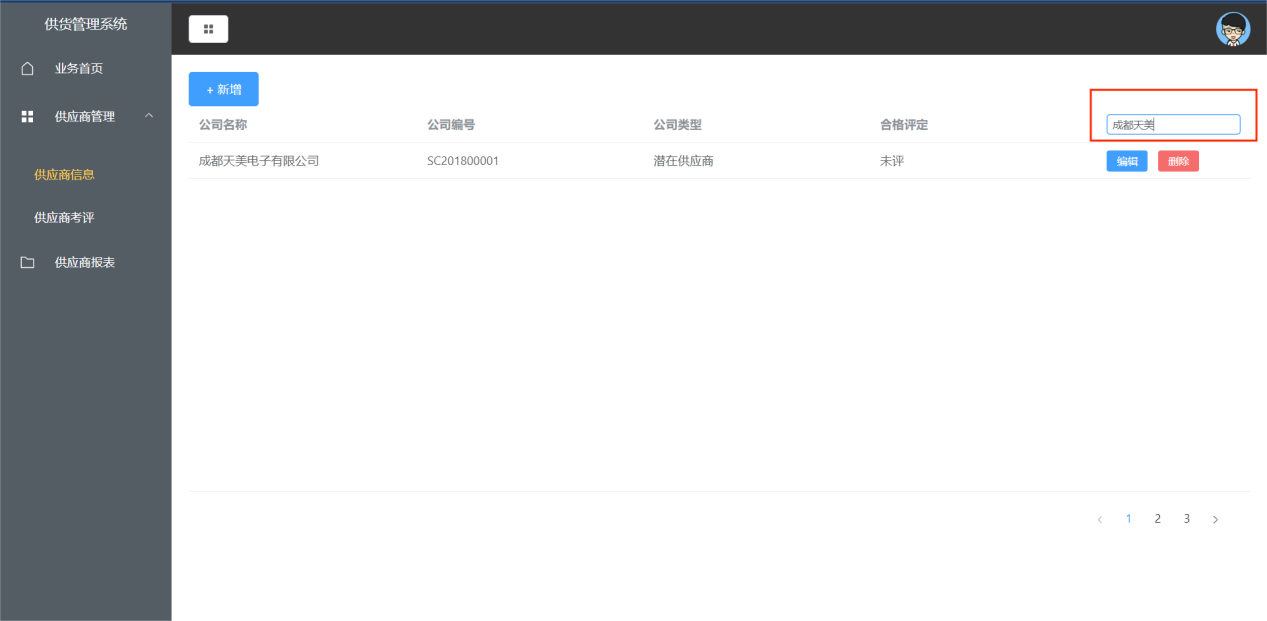 供货管理系统
业务首页
供应商管理
供应商信息
供应商考评
供应商报表
+ 新增
公司名称 公司编号 公司类型 合格评定 成都天美
成都天美电子有限公司 SC201800001 潜在供应商 未评 编辑 删除
< 1 2 3 >